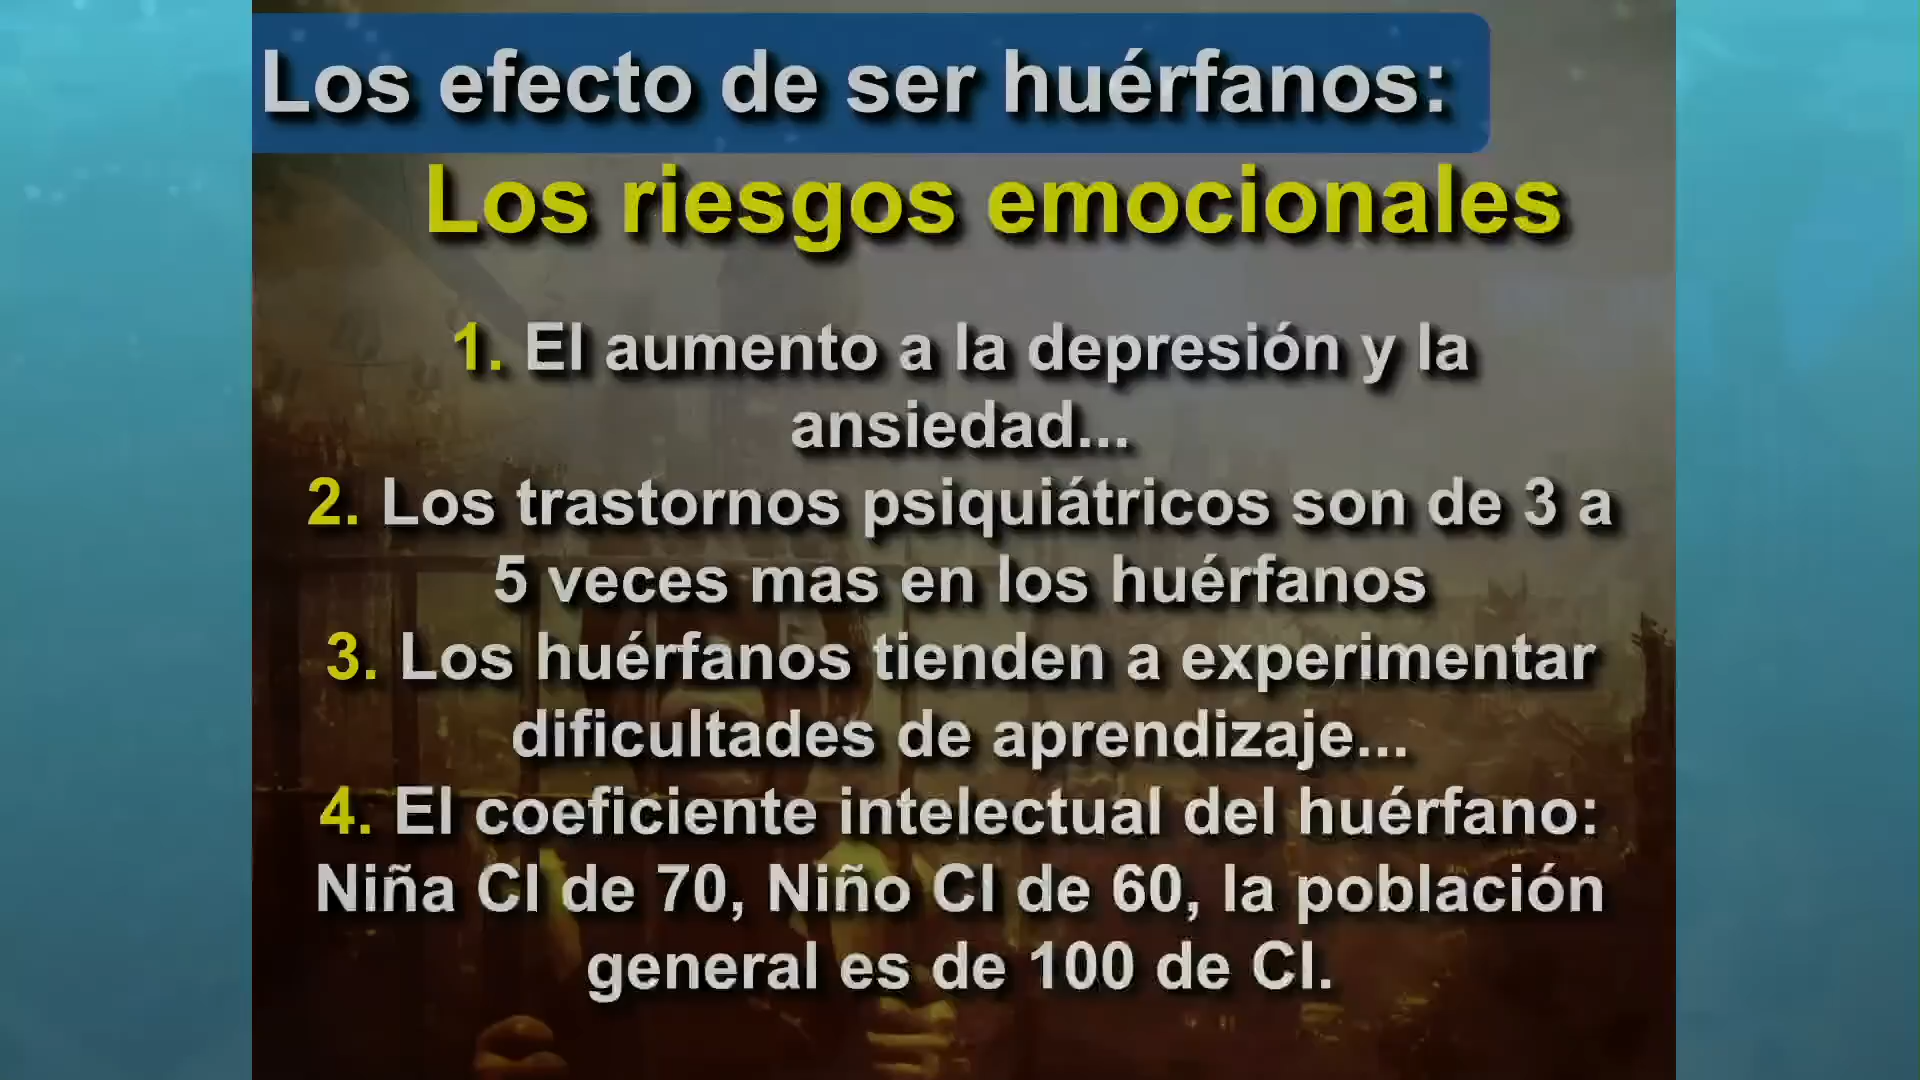 Los efecto de ser huérfanos:
Los riesgos emocionales
1. El aumento a la depresión y la
ansiedad...
2. Los trastornos psiquiátricos son de 3 a
5 veces mas en los huérfanos
3. Los huérfanos tienden a experimentar
dificultades de aprendizaje...
4. El coeficiente intelectual del huérfano:
Niña CI de 70, Niño CI de 60, la población
general es de 100 de CI.